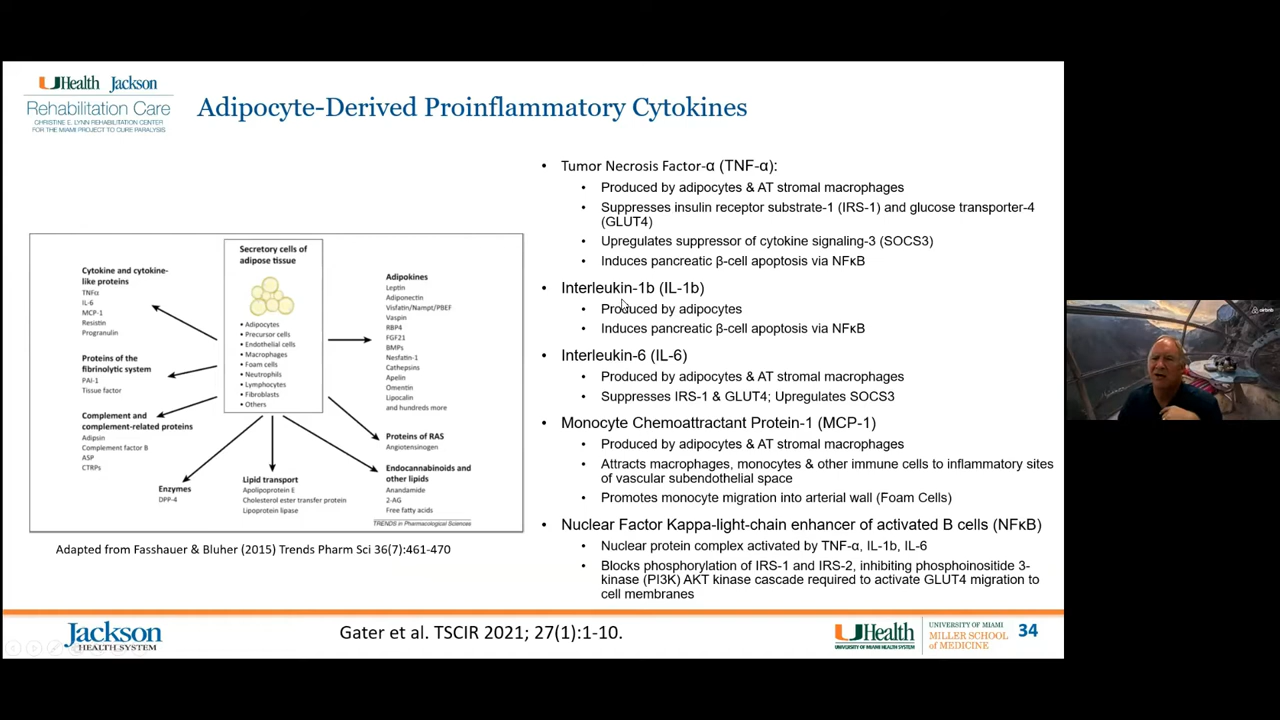 UHealth Jackson
Rehabilitation Care
CHRISTINE E. LYNN REHABILITATION CENTER
FOR THE MIAMI PROJECT TO CURE PARALYSIS
Adipocyte-Derived Proinflammatory Cytokines
Secretory cells of
adipose tissue
• Adipocytes
• Precursor cells
• Endothelial cells
• Macrophages
• Foam cells
• Neutrophils
• Lymphocytes
• Fibroblasts
• Others
Cytokine and cytokine-
like proteins
TNFα
IL-6
MCP-1
Resistin
Progranulin
Proteins of the
fibrinolytic system
PAI-1
Tissue factor
Complement and
complement-related proteins
Adipsin
Complement factor B
ASP
CTRPs
Enzymes
DPP-4
Lipid transport
Apolipoprotein E
Cholesterol ester transfer protein
Lipoprotein lipase
Adipokines
Leptin
Adiponectin
Visfatin/Nampt/PBEF
Vaspin
RBP4
FGF21
BMPs
Nesfatin-1
Cathepsins
Apelin
Omentin
Lipocalin
and hundreds more
Proteins of RAS
Angiotensinogen
Endocannabinoids and
other lipids
Anandamide
2-AG
Free fatty acids
TRENDS in Pharmacological Sciences
Adapted from Fasshauer & Bluher (2015) Trends Pharm Sci 36(7):461-470
• Tumor Necrosis Factor-α (TNF-α):
• Produced by adipocytes & AT stromal macrophages
• Suppresses insulin receptor substrate-1 (IRS-1) and glucose transporter-4
(GLUT4)
• Upregulates suppressor of cytokine signaling-3 (SOCS3)
• Induces pancreatic β-cell apoptosis via NFκB
• Interleukin-1b (IL-1b)
• Produced by adipocytes
• Induces pancreatic β-cell apoptosis via NFκB
• Interleukin-6 (IL-6)
• Produced by adipocytes & AT stromal macrophages
• Suppresses IRS-1 & GLUT4; Upregulates SOCS3
• Monocyte Chemoattractant Protein-1 (MCP-1)
• Produced by adipocytes & AT stromal macrophages
• Attracts macrophages, monocytes & other immune cells to inflammatory sites
of vascular subendothelial space
• Promotes monocyte migration into arterial wall (Foam Cells)
• Nuclear Factor Kappa-light-chain enhancer of activated B cells (NFκB)
• Nuclear protein complex activated by TNF-α, IL-1b, IL-6
• Blocks phosphorylation of IRS-1 and IRS-2, inhibiting phosphoinositide 3-
kinase (PI3K) AKT kinase cascade required to activate GLUT4 migration to
cell membranes
airbnb
Jackson
HEALTH SYSTEM
Gater et al. TSCIR 2021; 27(1):1-10.
UHealth
UNIVERSITY OF MIAMI HEALTH SYSTEM
UNIVERSITY OF MIAMI
MILLER SCHOOL
of MEDICINE
34